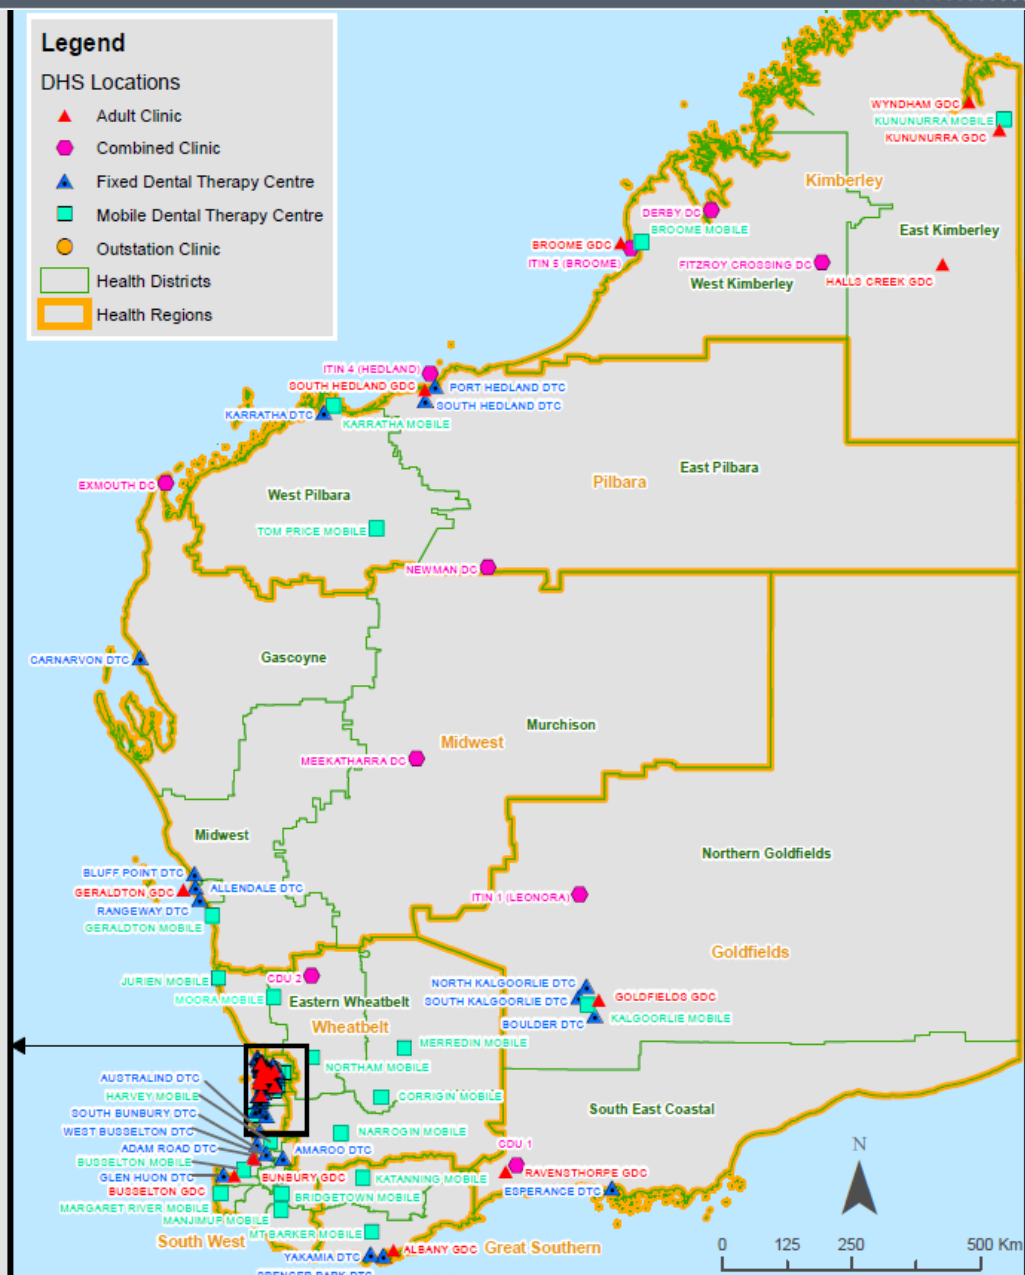 Legend
DHS Locations
Adult Clinic
Combined Clinic
Fixed Dental Therapy Centre
Mobile Dental Therapy Centre
Outstation Clinic
Health Districts
Health Regions
WYNDHAM GDC
KUNUNURRA MOBILE
KUNUNURRA GDC
Kimberley
DERBY DC
BROOME MOBILE
East Kimberley
BROOME GDC
ITIN 5 (BROOME)
FITZROY CROSSING DC
West Kimberley
HALLS CREEK GDC
ITIN 4 (HEDLAND)
SOUTH HEDLAND GDC
PORT HEDLAND DTC
SOUTH HEDLAND DTC
KARRATHA DTC
KARRATHA MOBILE
East Pilbara
Pilbara
EXMOUTH DC
West Pilbara
TOM PRICE MOBILE
NEWMAN DC
CARNARVON DTC
Gascoyne
Murchison
Midwest
MEEKATHARRA DC
Midwest
Northern Goldfields
BLUFF POINT DTC
GERALDTON GDC
ALLENDALE DTC
RANGEWAY DTC
GERALDTON MOBILE
ITIN 1 (LEONORA)
Goldfields
JURIEN MOBILE
CDU 2
MOORA MOBILE
Eastern Wheatbelt
Wheatbelt
NORTH KALGOORLIE DTC
SOUTH KALGOORLIE DTC
GOLDFIELDS GDC
BOULDER DTC
KALGOORLIE MOBILE
MERREDIN MOBILE
NORTHAM MOBILE
AUSTRALIND DTC
HARVEY MOBILE
CORRIGIN MOBILE
SOUTH BUNBURY DTC
South East Coastal
WEST BUSSELTON DTC
NARROGIN MOBILE
ADAM ROAD DTC
AMAROO DTC
CDU 1
BUSSELTON MOBILE
GLEN HUON DTC
BUNBURY GDC
KATANNING MOBILE
RAVENSTHORPE GDC
BUSSELTON GDC
BRIDGETOWN MOBILE
ESPERANCE DTC
MARGARET RIVER MOBILE
MANJIMUP MOBILE
MT BARKER MOBILE
South West
YAKAMIA DTC
ALBANY GDC
Great Southern
SPENCER PARK DTC
N
0 125 250 500 Km